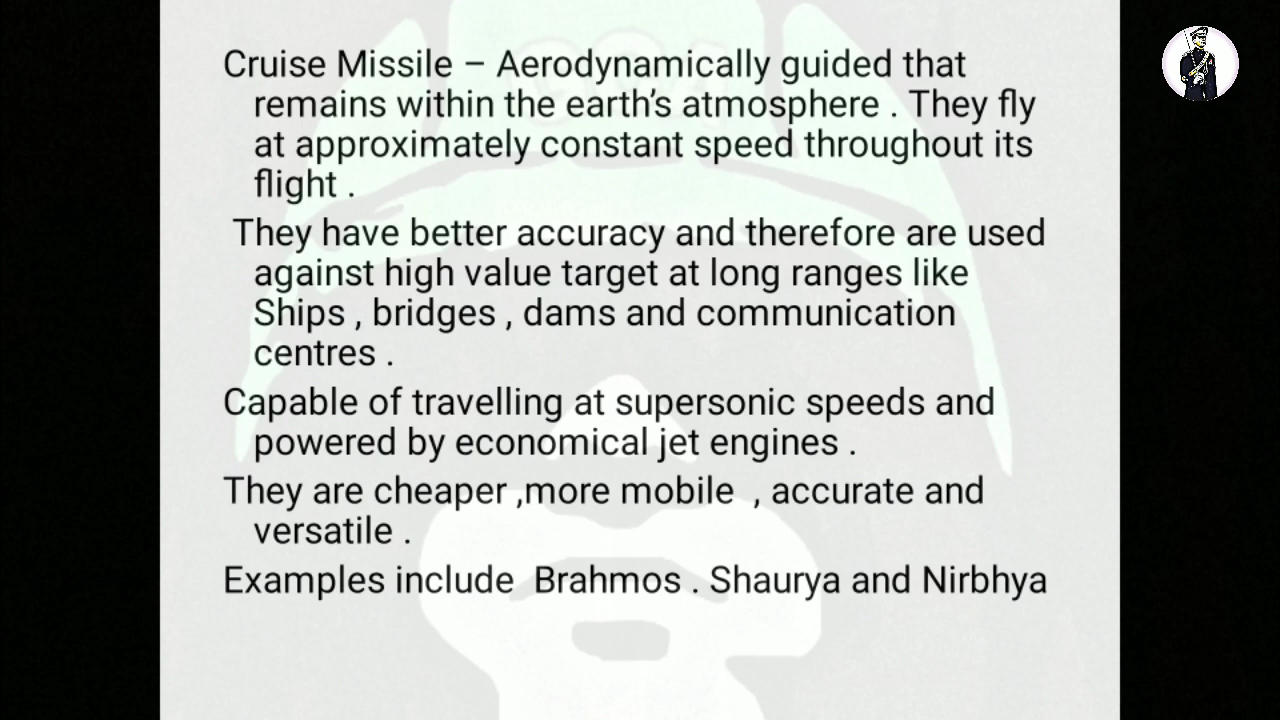 Cruise Missile – Aerodynamically guided that
remains within the earth's atmosphere . They fly
at approximately constant speed throughout its
flight .
They have better accuracy and therefore are used
against high value target at long ranges like
Ships , bridges , dams and communication
centres .
Capable of travelling at supersonic speeds and
powered by economical jet engines .
They are cheaper ,more mobile  , accurate and
versatile .
Examples include  Brahmos . Shaurya and Nirbhya